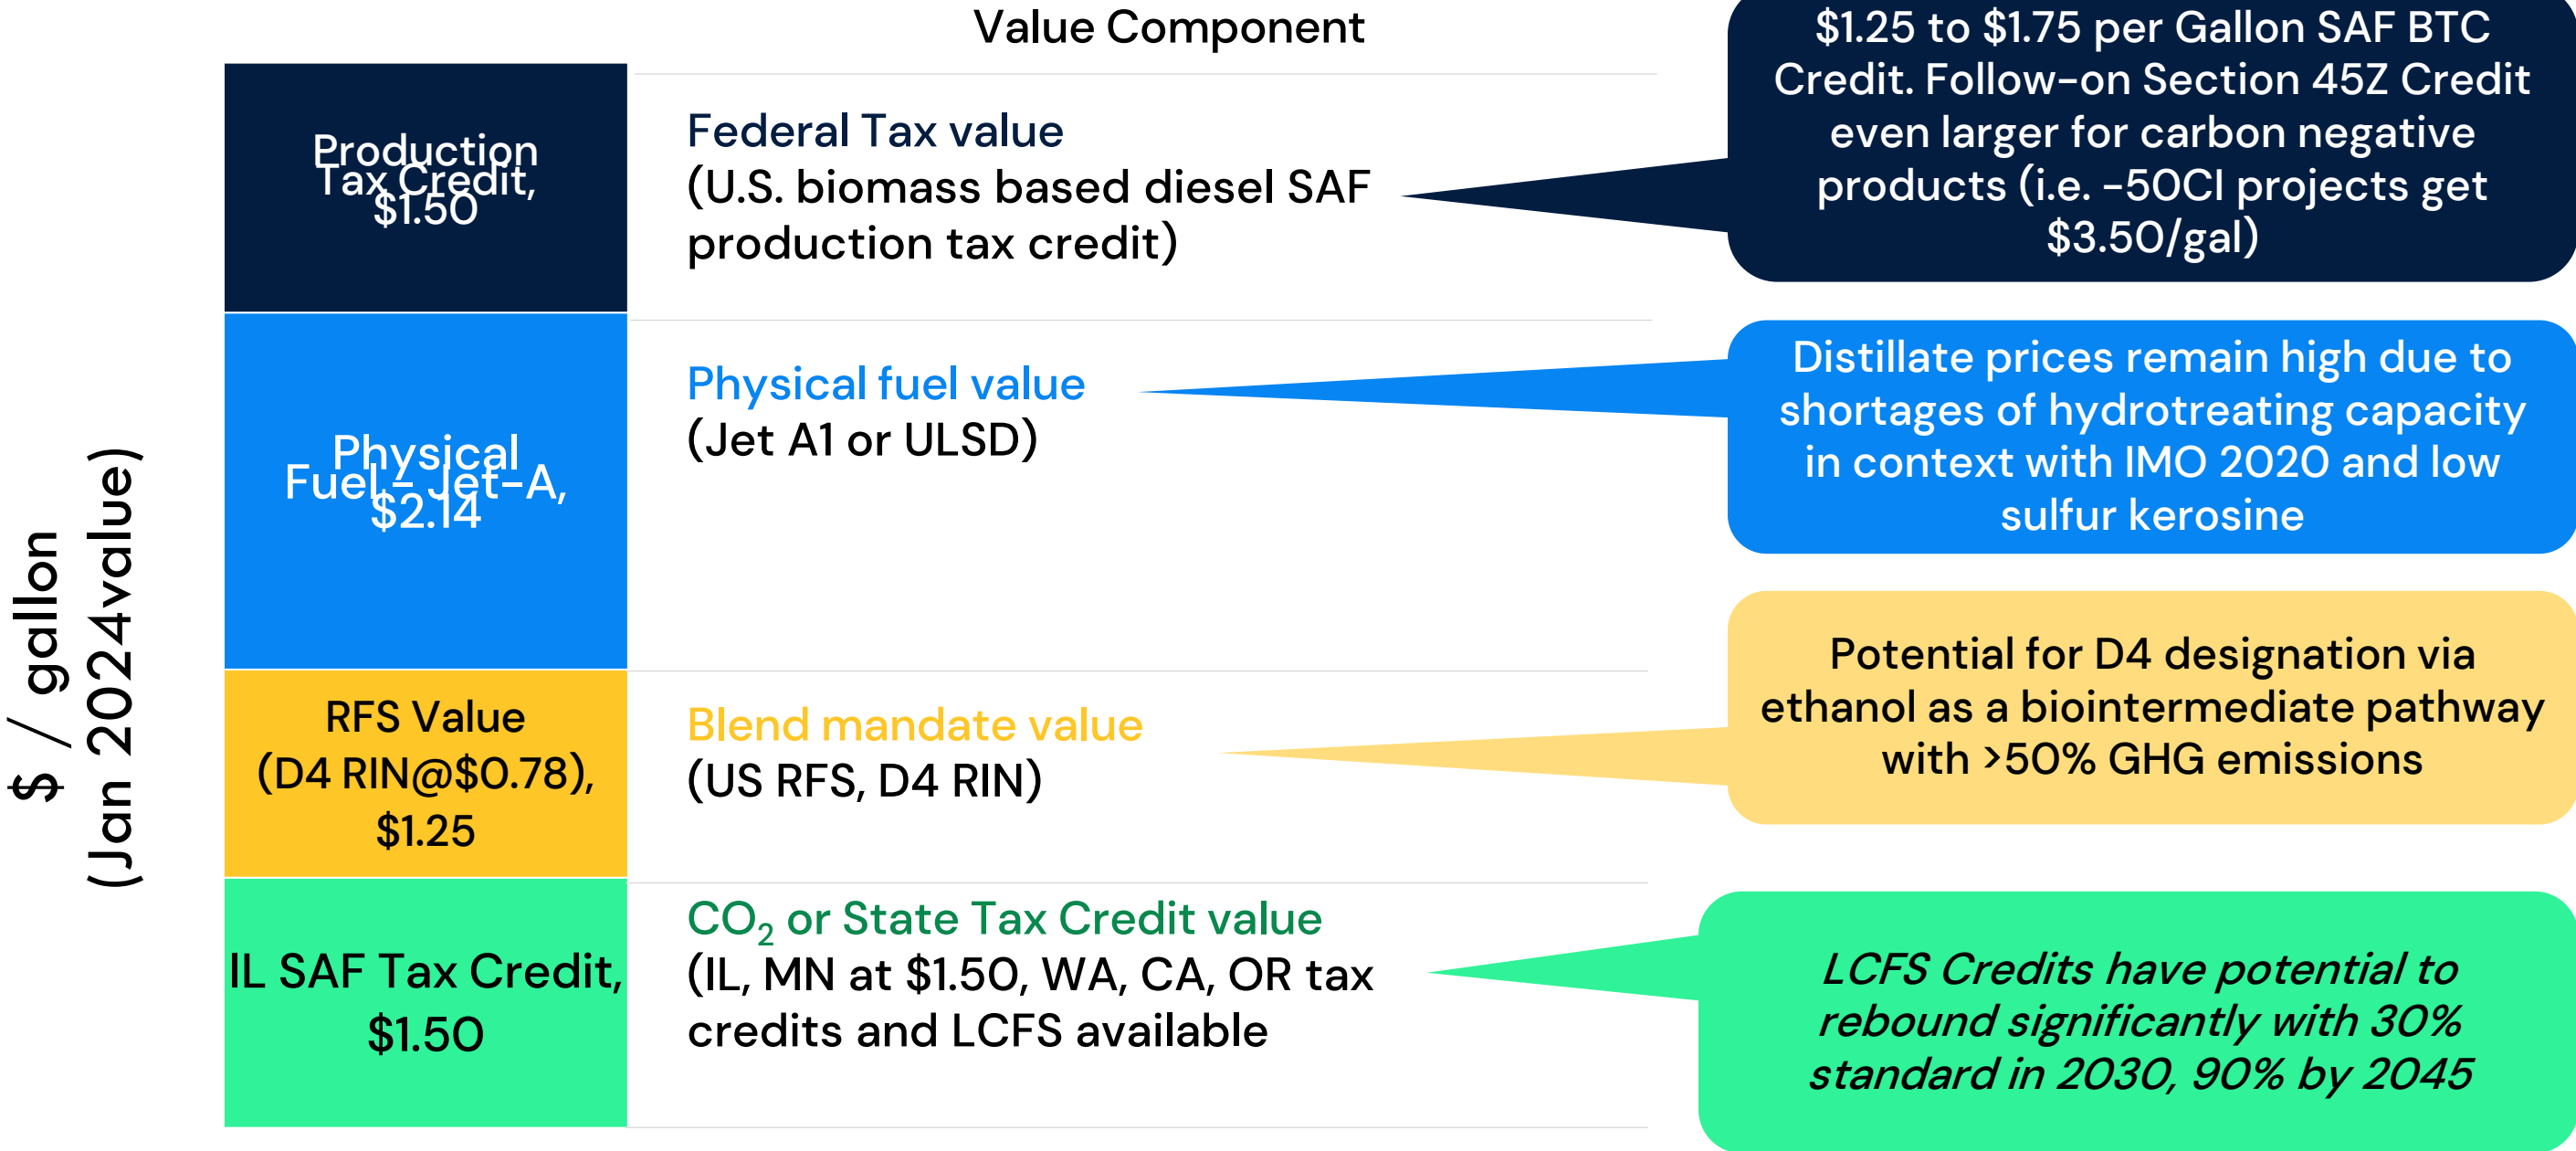 Value Component
$ / gallon
(Jan 2024value)
Production
Tax Credit,
$1.50
Federal Tax value
(U.S. biomass based diesel SAF
production tax credit)
$1.25 to $1.75 per Gallon SAF BTC
Credit. Follow-on Section 45Z Credit
even larger for carbon negative
products (i.e. -50CI projects get
$3.50/gal)
Physical
Fuel - Jet-A,
$2.14
Physical fuel value
(Jet A1 or ULSD)
Distillate prices remain high due to
shortages of hydrotreating capacity
in context with IMO 2020 and low
sulfur kerosine
RFS Value
(D4 RIN@$0.78),
$1.25
Blend mandate value
(US RFS, D4 RIN)
Potential for D4 designation via
ethanol as a biointermediate pathway
with >50% GHG emissions
IL SAF Tax Credit,
$1.50
CO₂ or State Tax Credit value
(IL, MN at $1.50, WA, CA, OR tax
credits and LCFS available
LCFS Credits have potential to
rebound significantly with 30%
standard in 2030, 90% by 2045